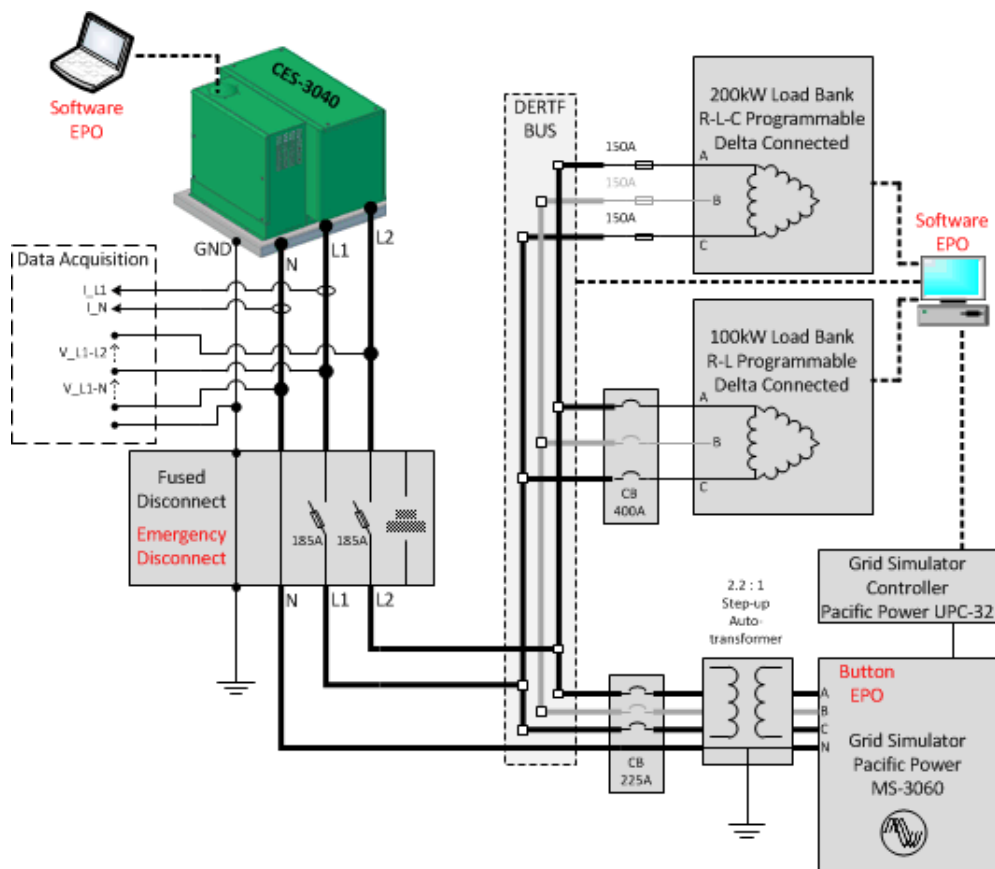 Software
EPO
CES-3040
GND
N
L1
L2
Data Acquisition
I_L1
I_N
V_L1-L2
V_L1-N
Fused
Disconnect
Emergency
Disconnect
185A
185A
N
L1
L2
DERTF
BUS
150A
150A
150A
A
B
C
200kW Load Bank
R-L-C Programmable
Delta Connected
Software
EPO
100kW Load Bank
R-L Programmable
Delta Connected
A
B
C
CB
400A
2.2 : 1
Step-up
Auto-
transformer
Grid Simulator
Controller
Pacific Power UPC-32
CB
225A
Button
EPO
A
B
C
N
Grid Simulator
Pacific Power
MS-3060